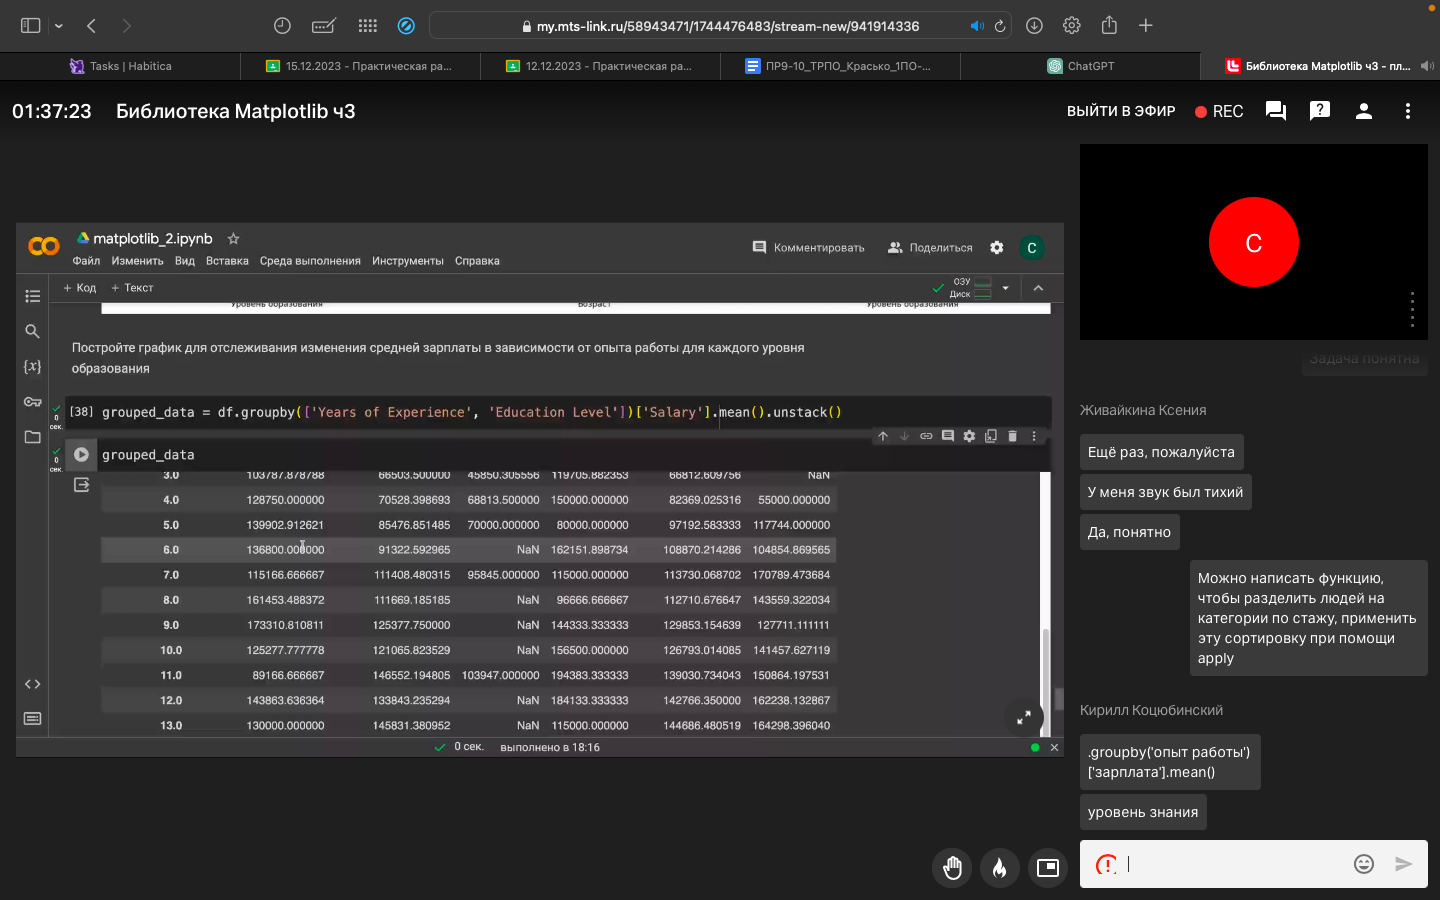 my.mts-link.ru/58943471/1744476483/stream-new/941914336
Tasks | Habitica
15.12.2023 - Практическая ра...
12.12.2023 - Практическая ра...
ПР9-10_ТРПО_Красько_1ПО-...
ChatGPT
Библиотека Matplotlib ч3 - пл...
01:37:23 Библиотека Matplotlib ч3
ВЫЙТИ В ЭФИР
REC
C
matplotlib_2.ipynb
Файл Изменить Вид Вставка Среда выполнения Инструменты Справка
Комментировать
Поделиться
C
+ Код + Текст
ОЗУ
Диск
Уровень образования Возраст Уровень образования
Постройте график для отслеживания изменения средней зарплаты в зависимости от опыта работы для каждого уровня
образования
0
сек.
[38] grouped_data = df.groupby(['Years of Experience', 'Education Level'])['Salary'].mean().unstack()
0
сек.
grouped_data
3.0 103787.878788 66503.500000 45850.305556 119705.882353 66812.609756 NaN
4.0 128750.000000 70528.398693 68813.500000 150000.000000 82369.025316 55000.000000
5.0 139902.912621 85476.851485 70000.000000 80000.000000 97192.583333 117744.000000
6.0 136800.000000 91322.592965 NaN 162151.898734 108870.214286 104854.869565
7.0 115166.666667 111408.480315 95845.000000 115000.000000 113730.068702 170789.473684
8.0 161453.488372 111669.185185 NaN 96666.666667 112710.676647 143559.322034
9.0 173310.810811 125377.750000 NaN 144333.333333 129853.154639 127711.111111
10.0 125277.777778 121065.823529 NaN 156500.000000 126793.014085 141457.627119
11.0 89166.666667 146552.194805 103947.000000 194383.333333 139030.734043 150864.197531
12.0 143863.636364 133843.235294 NaN 184133.333333 142766.350000 162238.132867
13.0 130000.000000 145831.380952 NaN 115000.000000 144686.480519 164298.396040
0 сек. выполнено в 18:16
Задача понятна
Живайкина Ксения
Ещё раз, пожалуйста
У меня звук был тихий
Да, понятно
Можно написать функцию,
чтобы разделить людей на
категории по стажу, применить
эту сортировку при помощи
apply
Кирилл Коцюбинский
.groupby('опыт работы')
['зарплата'].mean()
уровень знания